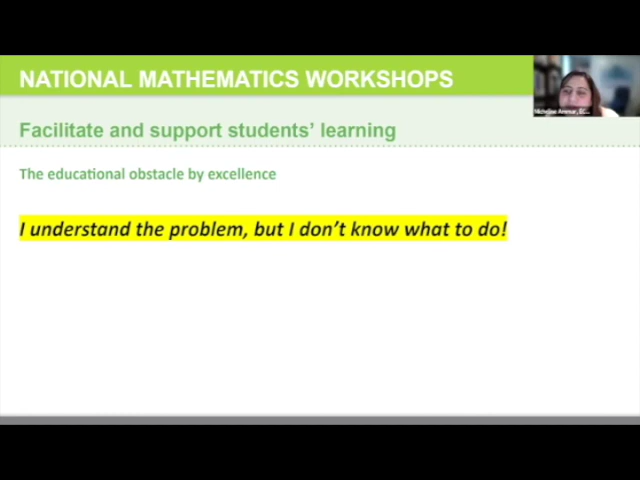 NATIONAL MATHEMATICS WORKSHOPS
Facilitate and support students’ learning
The educational obstacle by excellence
I understand the problem, but I don’t know what to do!